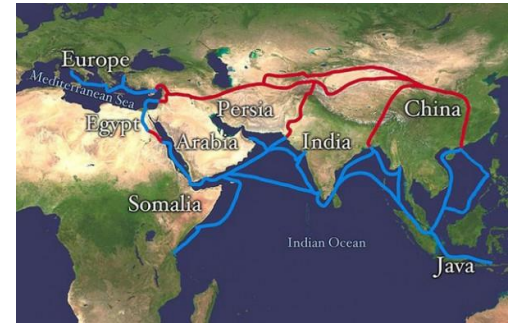 Europe
Mediterranean Sea
Persia
China
Egypt
Arabia
India
Somalia
Indian Ocean
Java